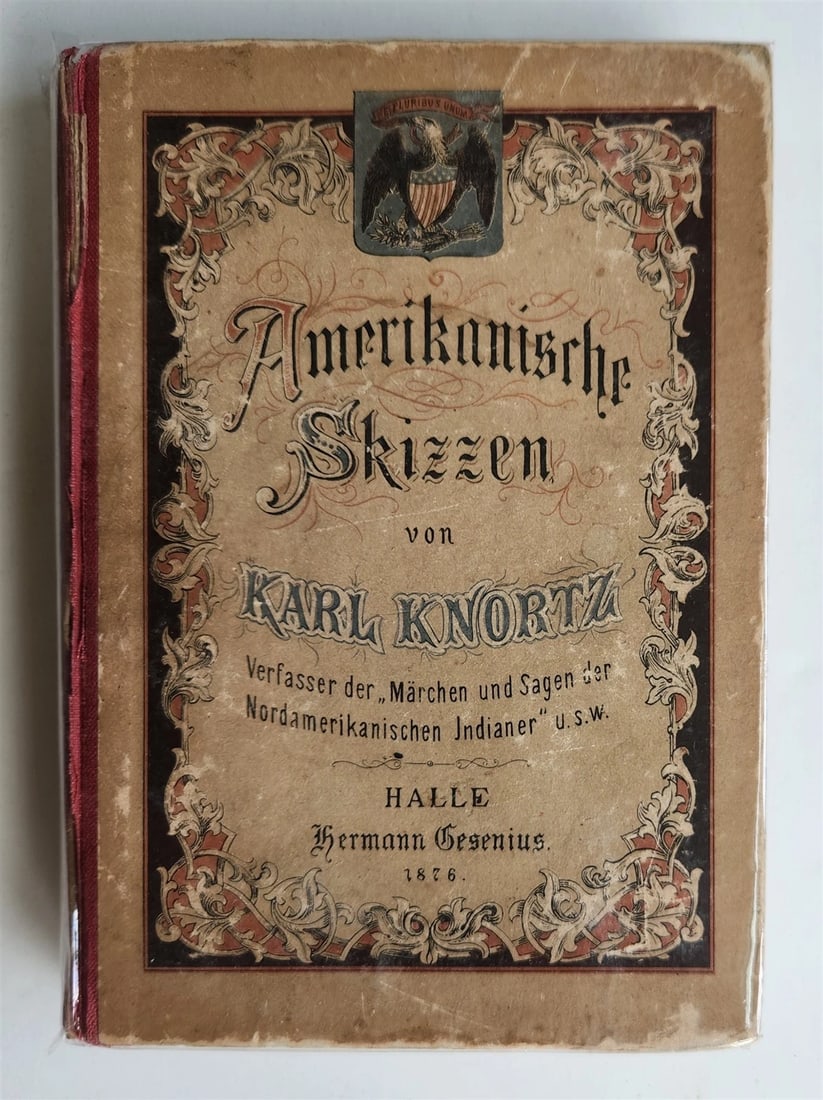 E PLURIBUS UNUM
Amerikanische
Skizzen
von
KARL KNORTZ
Verfasser der „Märchen und Sagen der
Nordamerikanischen Indianer" u.s.w.
HALLE
Hermann Gesenius.
1876.